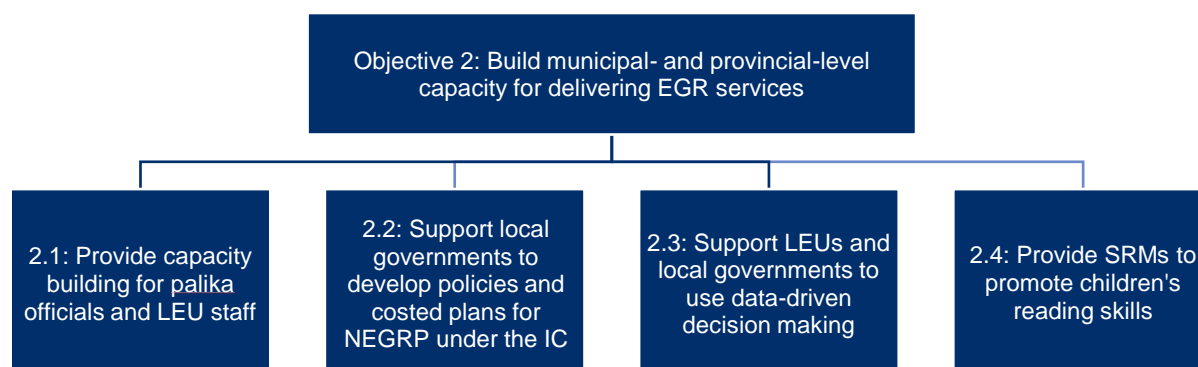 Objective 2: Build municipal- and provincial-level
capacity for delivering EGR services
2.1: Provide capacity
building for palika
officials and LEU staff
2.2: Support local
governments to
develop policies and
costed plans for
NEGRP under the IC
2.3: Support LEUs and
local governments to
use data-driven
decision making
2.4: Provide SRMs to
promote children's
reading skills